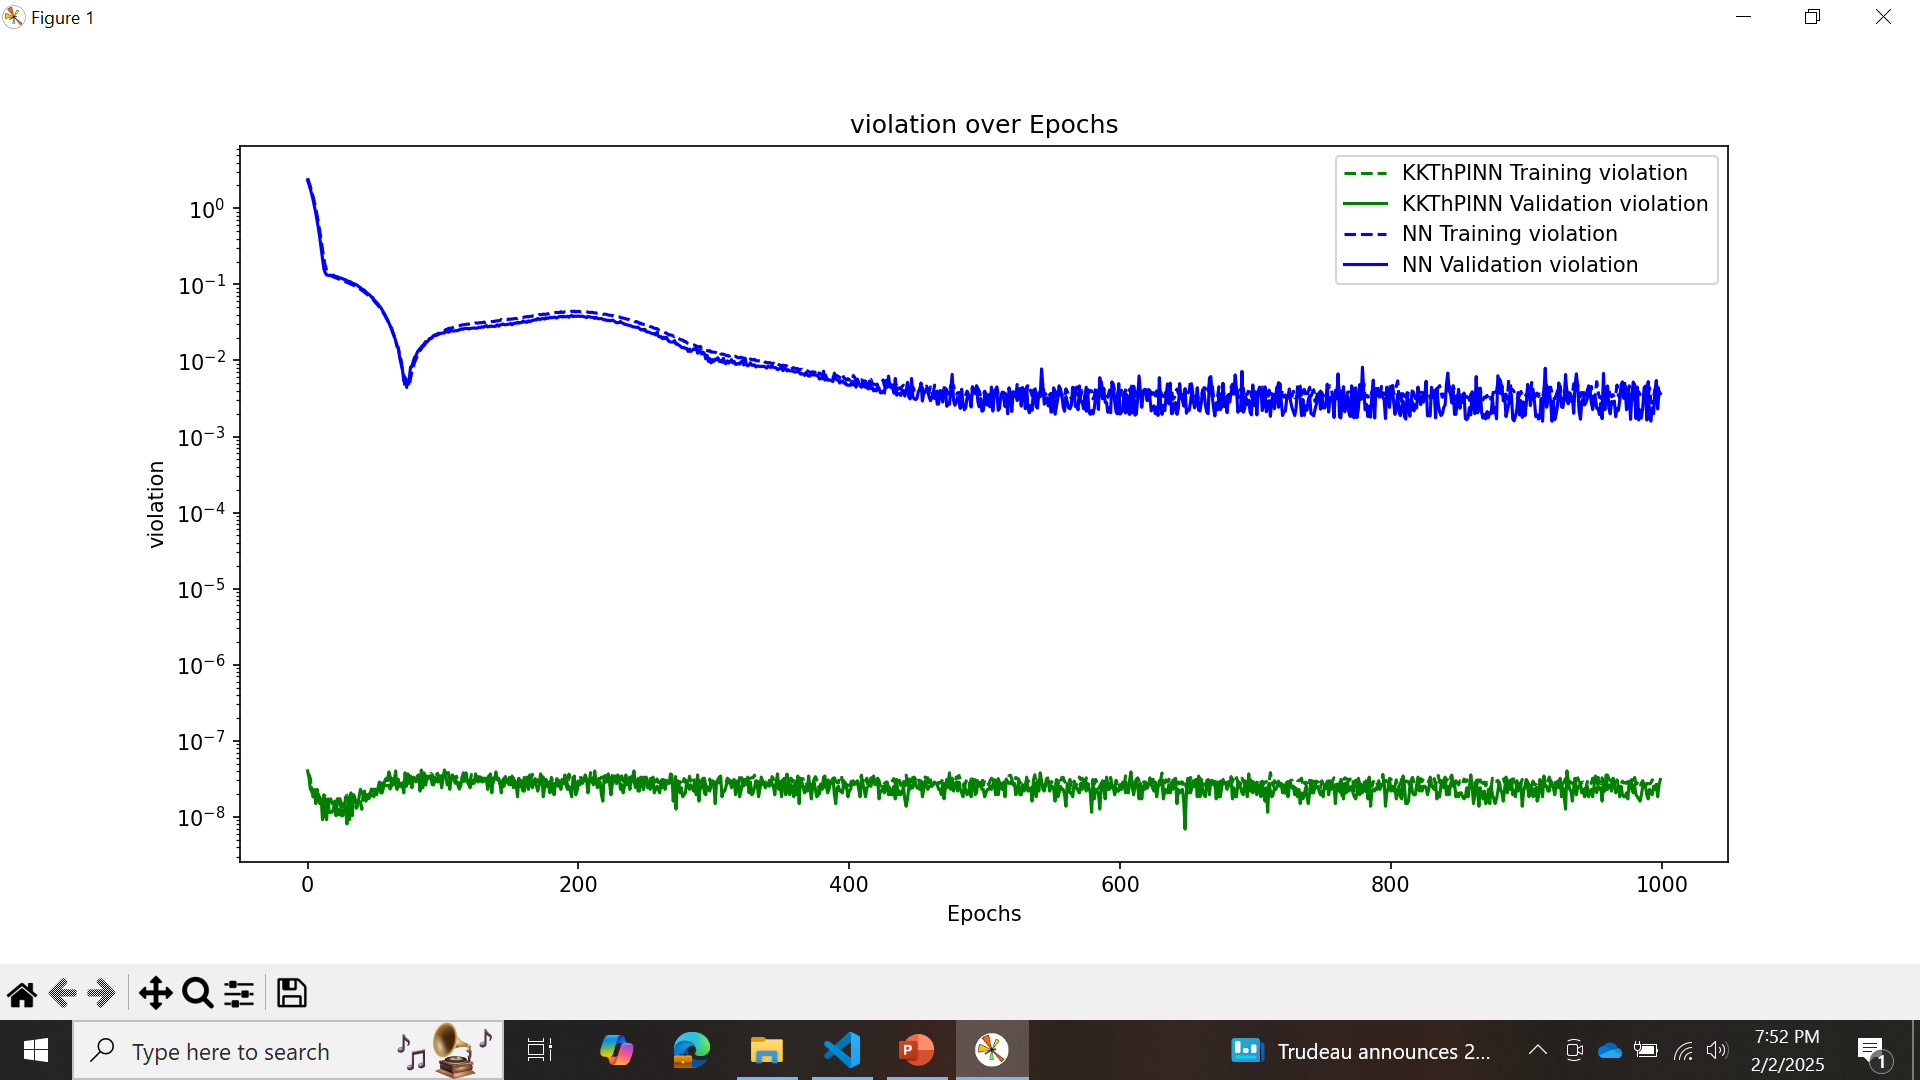 Figure 1
violation over Epochs
KKThPINN Training violation
KKThPINN Validation violation
NN Training violation
NN Validation violation
10⁰
10⁻¹
10⁻²
10⁻³
10⁻⁴
10⁻⁵
10⁻⁶
10⁻⁷
10⁻⁸
violation
0 200 400 600 800 1000
Epochs
Type here to search
P
Trudeau announces 2...
7:52 PM
2/2/2025
1